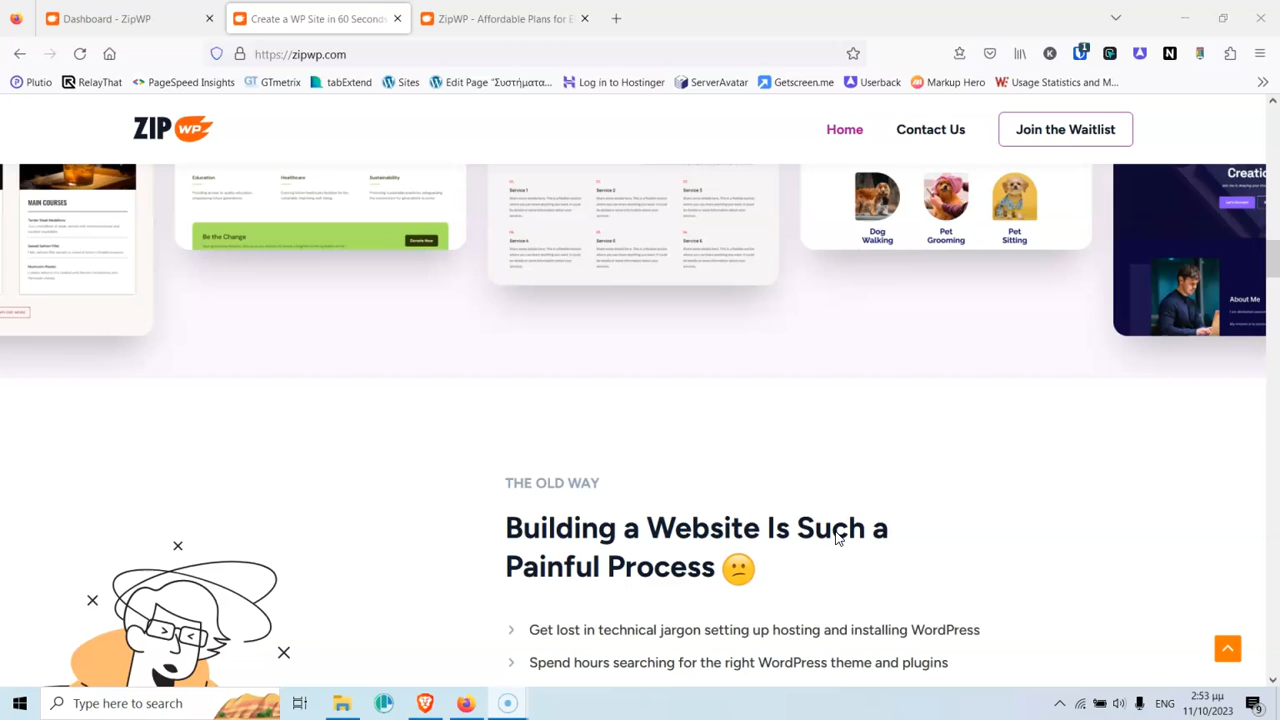 Dashboard - ZipWP
Create a WP Site in 60 Seconds
ZipWP - Affordable Plans for E
https://zipwp.com
K
1
N
Plutio
RelayThat
PageSpeed Insights
GT GTmetrix
tabExtend
Sites
Edit Page "Συστήματα...
Log in to Hostinger
ServerAvatar
Getscreen.me
Userback
Markup Hero
Usage Statistics and M...
ZIP WP
Home
Contact Us
Join the Waitlist
MAIN COURSES
Education
Healthcare
Sustainability
Be the Change
Donate Now
Service 1
Service 2
Service 3
Service 4
Service 5
Service 6
Dog
Walking
Pet
Grooming
Pet
Sitting
Creatio
Let's Connect
About Me
THE OLD WAY
Building a Website Is Such a
Painful Process 😕
Get lost in technical jargon setting up hosting and installing WordPress
Spend hours searching for the right WordPress theme and plugins
Type here to search
ENG
2:53 μμ
11/10/2023
9